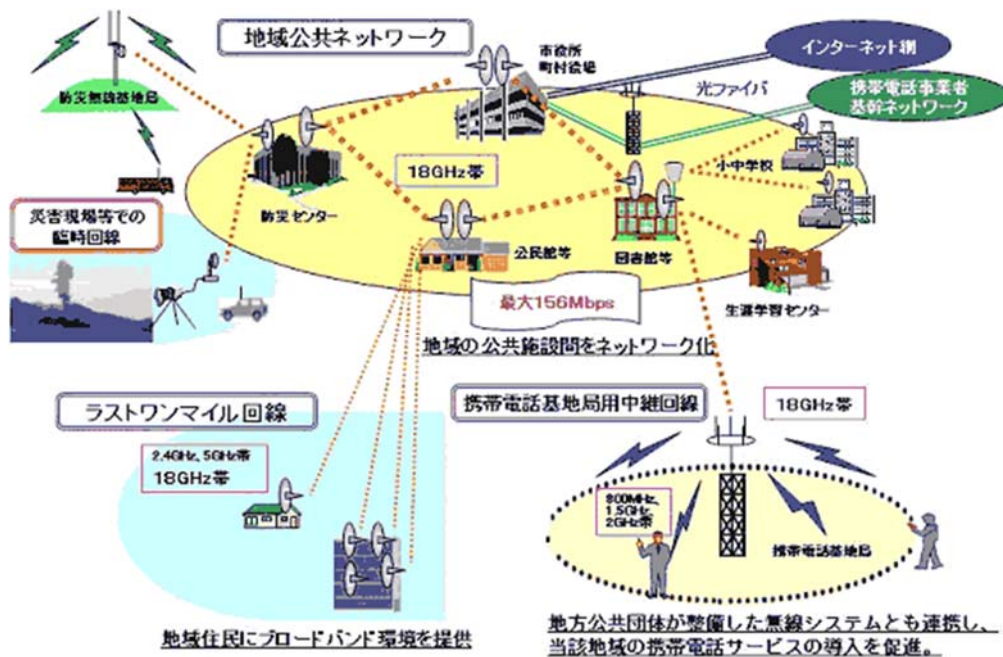 地域公共ネットワーク
市役所
町村役場
インターネット網
光ファイバ
携帯電話事業者
基幹ネットワーク
防災無線基地局
18GHz帯
小中学校
防災センター
災害現場等での
臨時回線
公民館等
図書館等
生涯学習センター
最大156Mbps
地域の公共施設間をネットワーク化
ラストワンマイル回線
携帯電話基地局用中継回線
18GHz帯
2.4GHz、5GHz帯
18GHz帯
800MHz、
1.5GHz、
2GHz帯
携帯電話基地局
地域住民にブロードバンド環境を提供
地方公共団体が整備した無線システムとも連携し、
当該地域の携帯電話サービスの導入を促進。